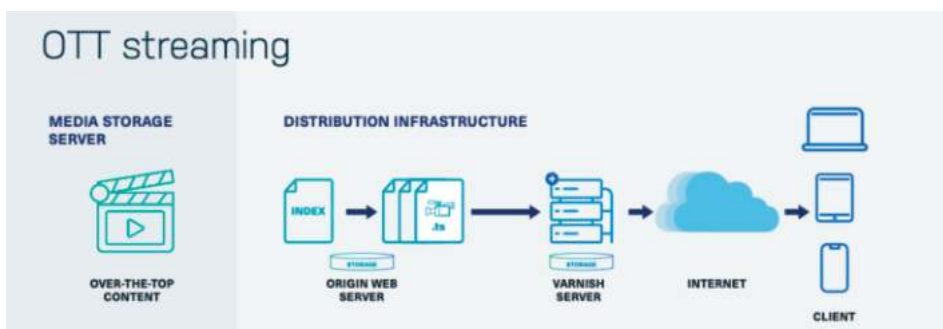 OTT streaming
MEDIA STORAGE
SERVER
DISTRIBUTION INFRASTRUCTURE
INDEX
.ts
STORAGE
STORAGE
OVER-THE-TOP
CONTENT
ORIGIN WEB
SERVER
VARNISH
SERVER
INTERNET
CLIENT